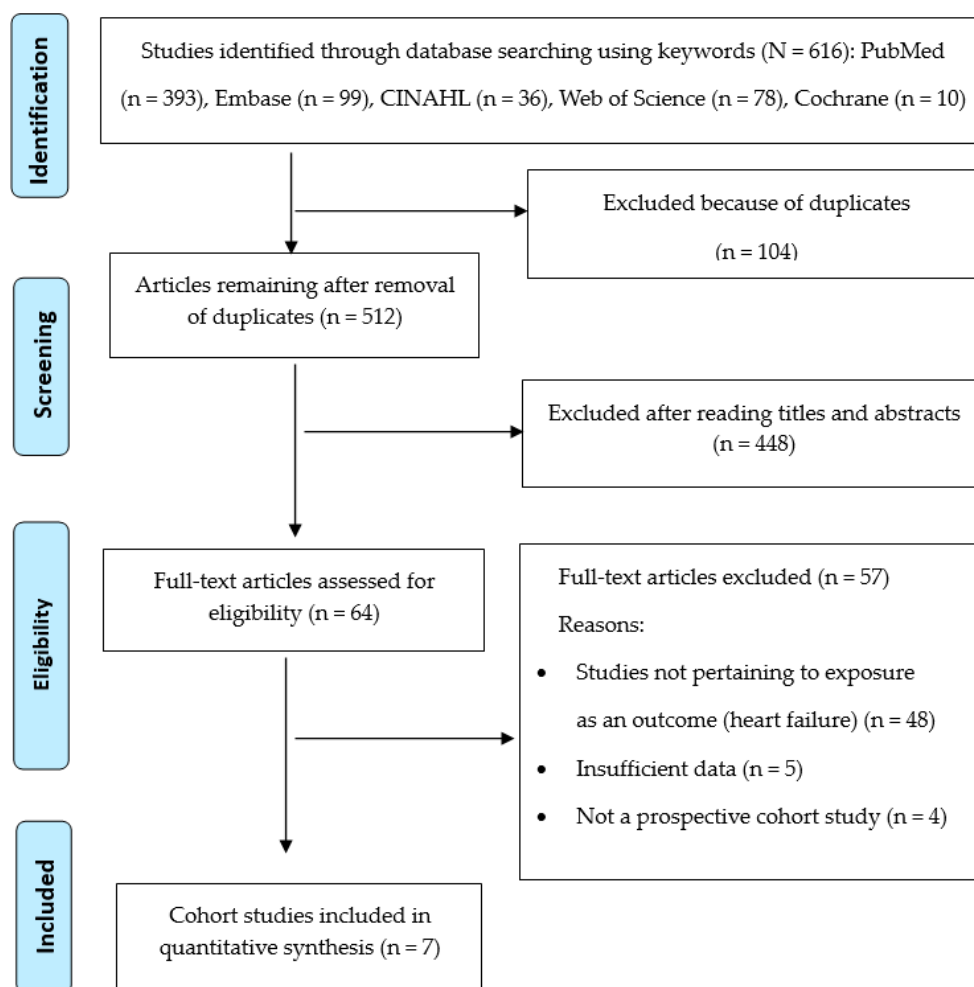 Identification
Studies identified through database searching using keywords (N = 616): PubMed
(n = 393), Embase (n = 99), CINAHL (n = 36), Web of Science (n = 78), Cochrane (n = 10)
Excluded because of duplicates
(n = 104)
Screening
Articles remaining after removal
of duplicates (n = 512)
Excluded after reading titles and abstracts
(n = 448)
Eligibility
Full-text articles assessed for
eligibility (n = 64)
Full-text articles excluded (n = 57)
Reasons:
• Studies not pertaining to exposure
as an outcome (heart failure) (n = 48)
• Insufficient data (n = 5)
• Not a prospective cohort study (n = 4)
Included
Cohort studies included in
quantitative synthesis (n = 7)